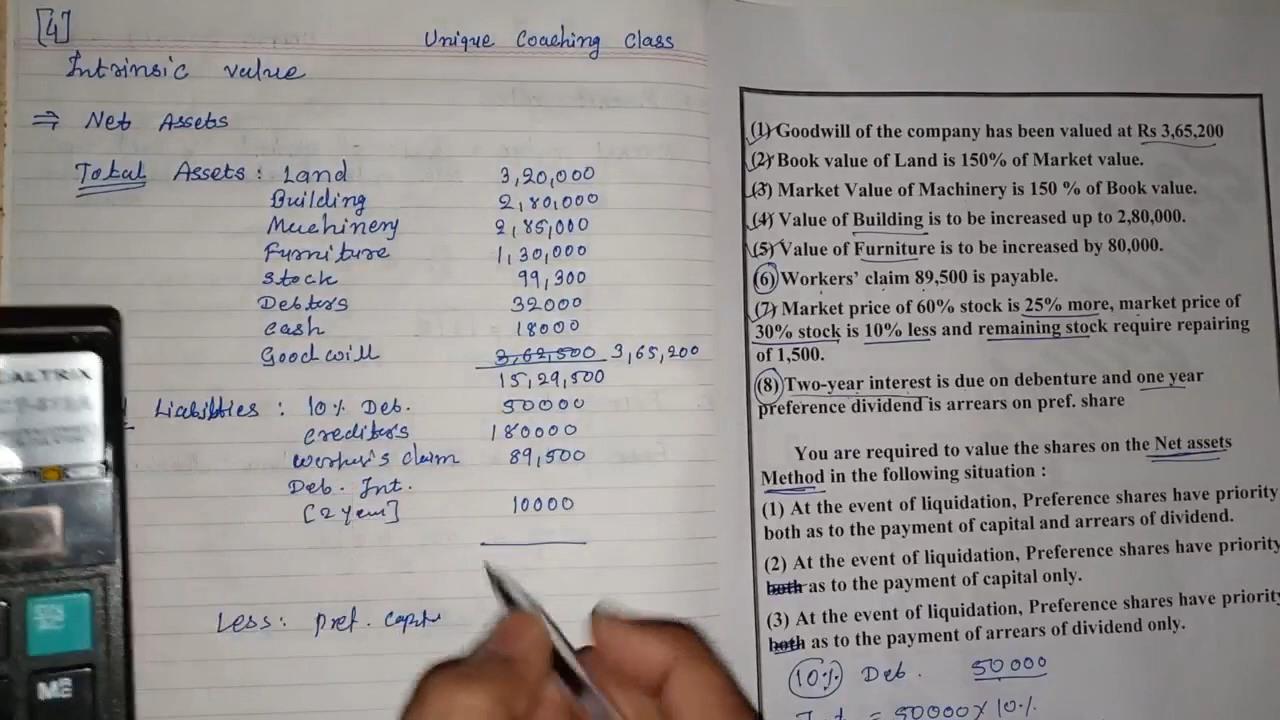 [4]
Unique Coaching Class
Intrinsic value
⇒ Net Assets
Total Assets : Land 3,20,000
Building 2,80,000
Machinery 2,85,000
Furniture 1,30,000
Stock 99,300
Debtors 32000
Cash 18000
Goodwill 3,62,500 3,65,200
15,29,500
Liabilities : 10% Deb. 50000
Creditors 180000
Worker's claim 89,500
Deb. Int.
[2 year] 10000
Less : Pref. Capt
(1) Goodwill of the company has been valued at Rs 3,65,200
(2) Book value of Land is 150% of Market value.
(3) Market Value of Machinery is 150 % of Book value.
(4) Value of Building is to be increased up to 2,80,000.
(5) Value of Furniture is to be increased by 80,000.
(6) Workers' claim 89,500 is payable.
(7) Market price of 60% stock is 25% more, market price of
30% stock is 10% less and remaining stock require repairing
of 1,500.
(8) Two-year interest is due on debenture and one year
preference dividend is arrears on pref. share
You are required to value the shares on the Net assets
Method in the following situation :
(1) At the event of liquidation, Preference shares have priority
both as to the payment of capital and arrears of dividend.
(2) At the event of liquidation, Preference shares have priority
both as to the payment of capital only.
(3) At the event of liquidation, Preference shares have priority
both as to the payment of arrears of dividend only.
10% Deb. 50000
= 50000 X 10%
ME